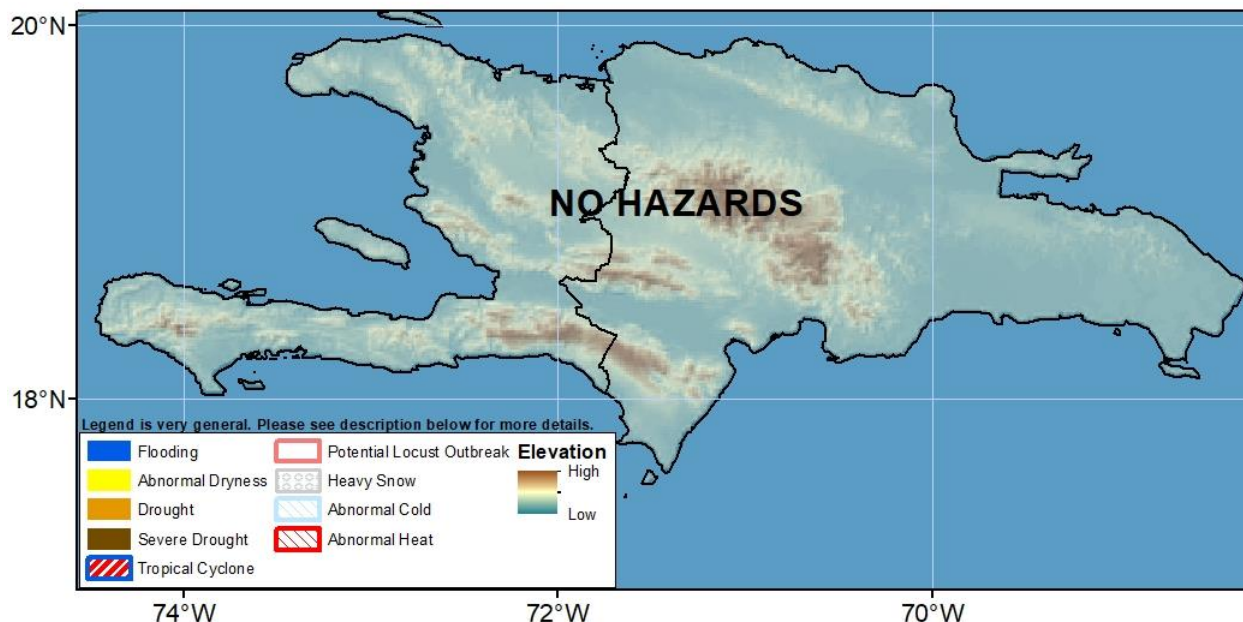 20°N
NO HAZARDS
18°N
Legend is very general. Please see description below for more details.
Flooding
Abnormal Dryness
Drought
Severe Drought
Tropical Cyclone
Potential Locust Outbreak
Heavy Snow
Abnormal Cold
Abnormal Heat
Elevation
High
Low
74°W
72°W
70°W